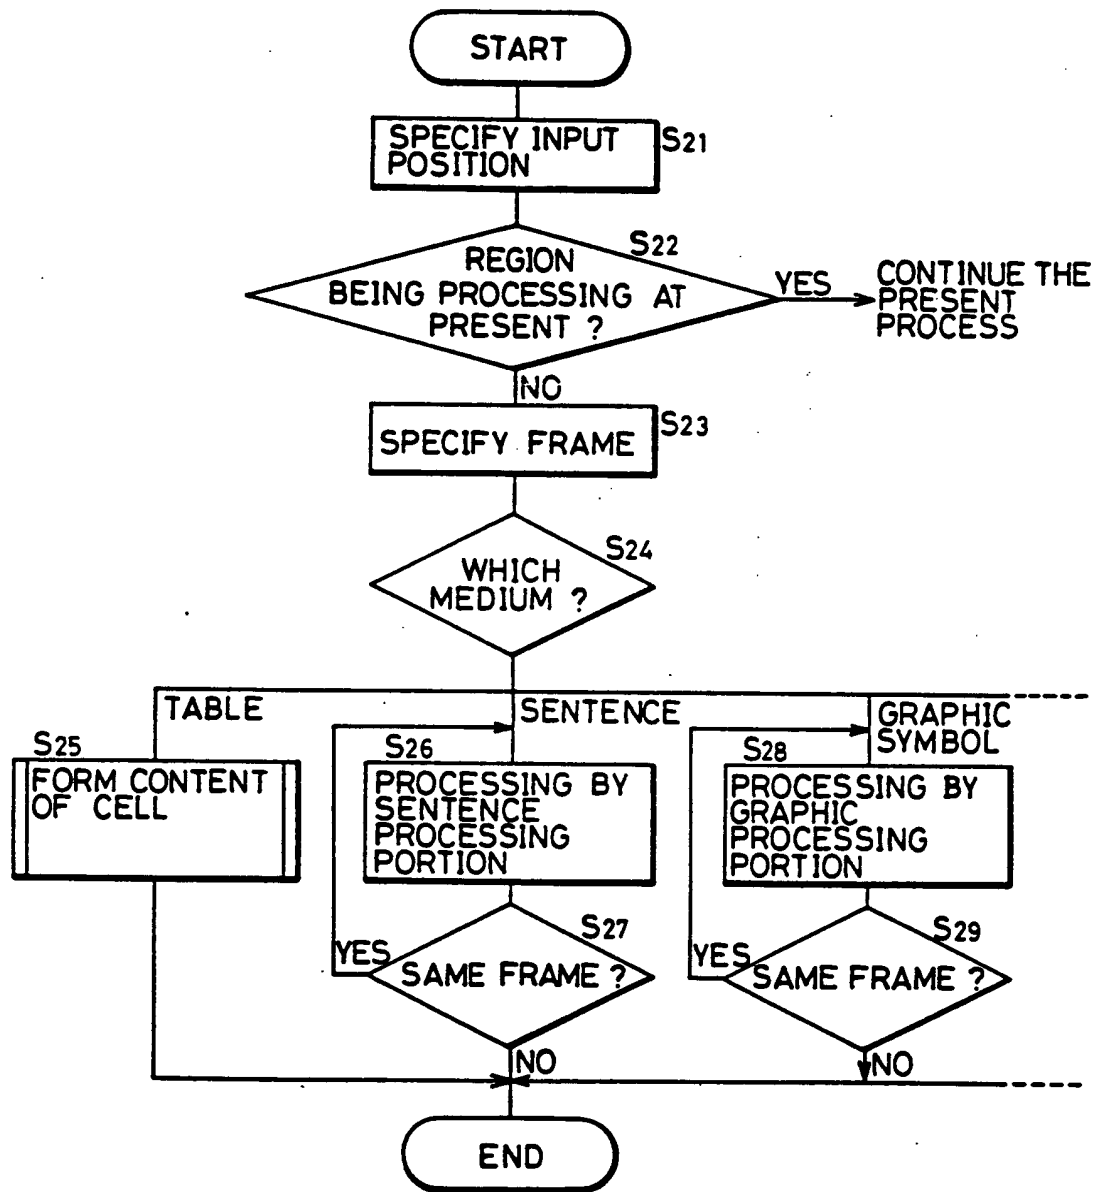 START
SPECIFY INPUT
POSITION
S21
S22
REGION
BEING PROCESSING AT
PRESENT ?
YES
CONTINUE THE
PRESENT
PROCESS
NO
SPECIFY FRAME
S23
S24
WHICH
MEDIUM ?
TABLE
SENTENCE
GRAPHIC
SYMBOL
S25
FORM CONTENT
OF CELL
S26
PROCESSING BY
SENTENCE
PROCESSING
PORTION
S28
PROCESSING BY
GRAPHIC
PROCESSING
PORTION
S27
YES
SAME FRAME ?
NO
S29
YES
SAME FRAME ?
NO
END